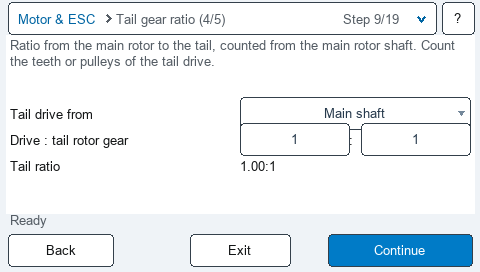 Motor & ESC > Tail gear ratio (4/5) Step 9/19 ?
Ratio from the main rotor to the tail, counted from the main rotor shaft. Count
the teeth or pulleys of the tail drive.
Tail drive from Main shaft
Drive : tail rotor gear 1 : 1
Tail ratio 1.00:1
Ready
Back Exit Continue